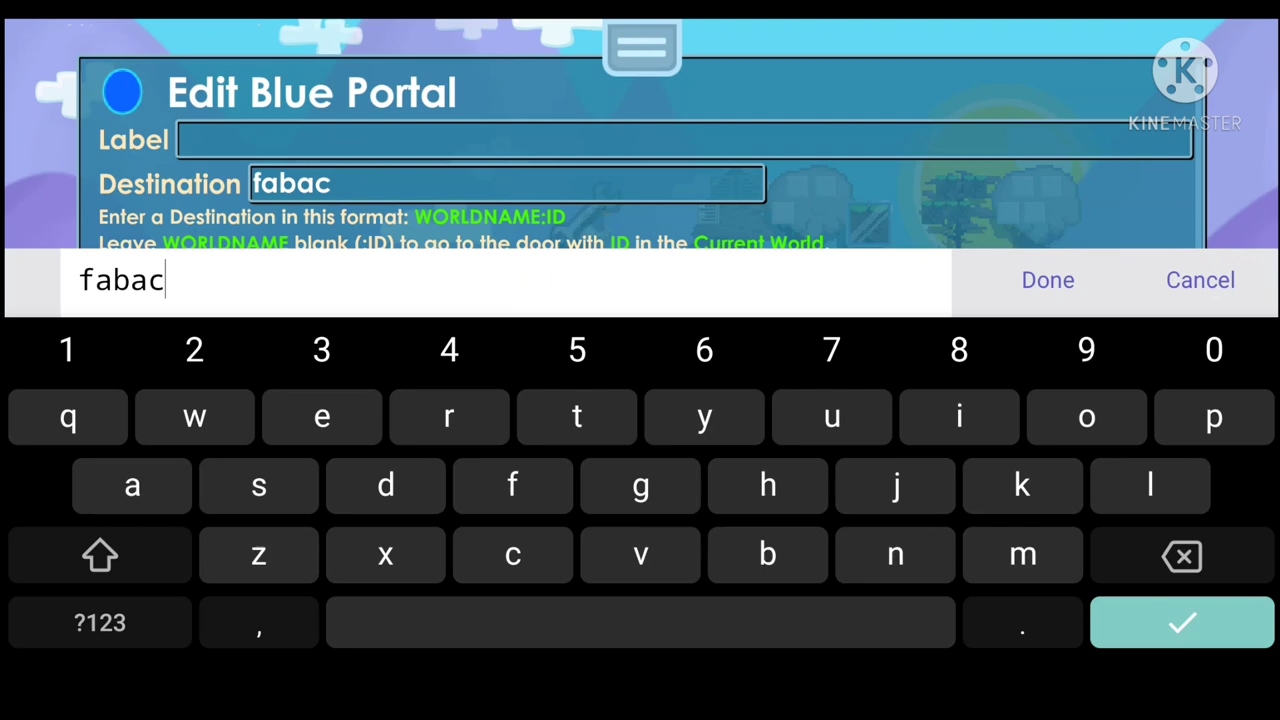 Edit Blue Portal
K
KINEMASTER
Label
Destination fabac
Enter a Destination in this format: WORLDNAME:ID
Leave WORLDNAME blank (:ID) to go to the door with ID in the Current World.
fabac
Done Cancel
1 2 3 4 5 6 7 8 9 0
q w e r t y u i o p
a s d f g h j k l
z x c v b n m
?123 , .